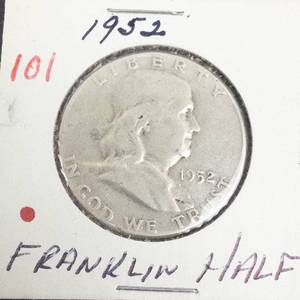 1952
101
LIBERTY
1952
IN GOD WE TRUST
FRANKLIN HALF